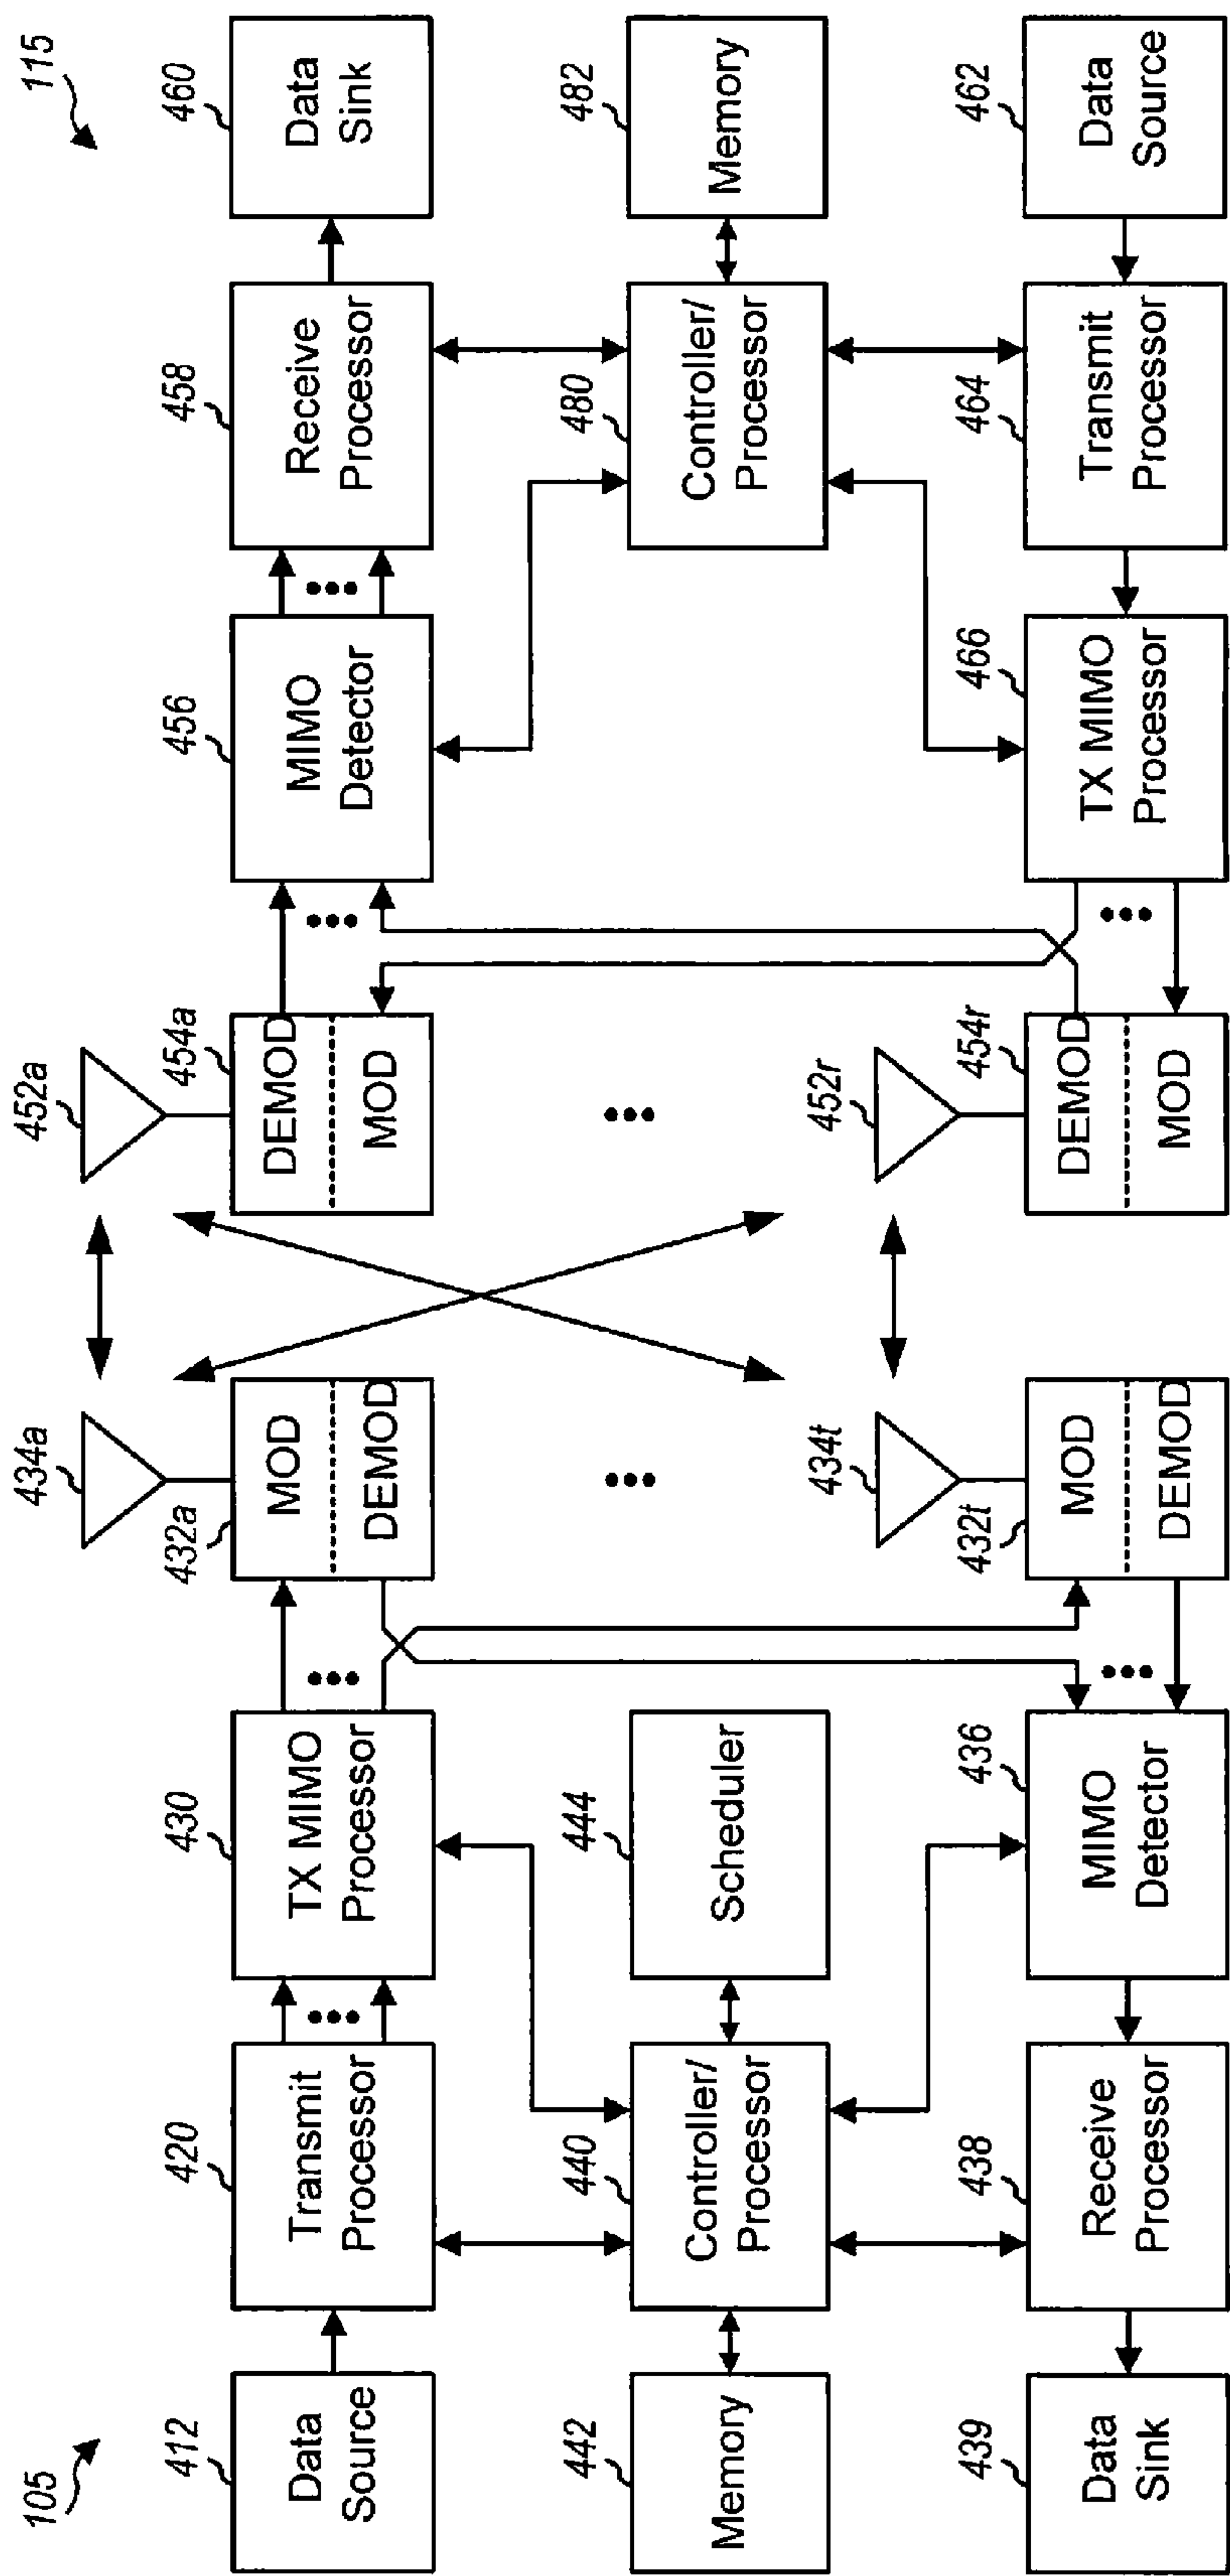 105
115
412
Data
Source
420
Transmit
Processor
430
TX MIMO
Processor
432a
MOD
DEMOD
434a
452a
454a
DEMOD
MOD
456
MIMO
Detector
458
Receive
Processor
460
Data
Sink
442
Memory
440
Controller/
Processor
444
Scheduler
480
Controller/
Processor
482
Memory
439
Data
Sink
438
Receive
Processor
436
MIMO
Detector
432t
MOD
DEMOD
434t
452r
454r
DEMOD
MOD
466
TX MIMO
Processor
464
Transmit
Processor
462
Data
Source